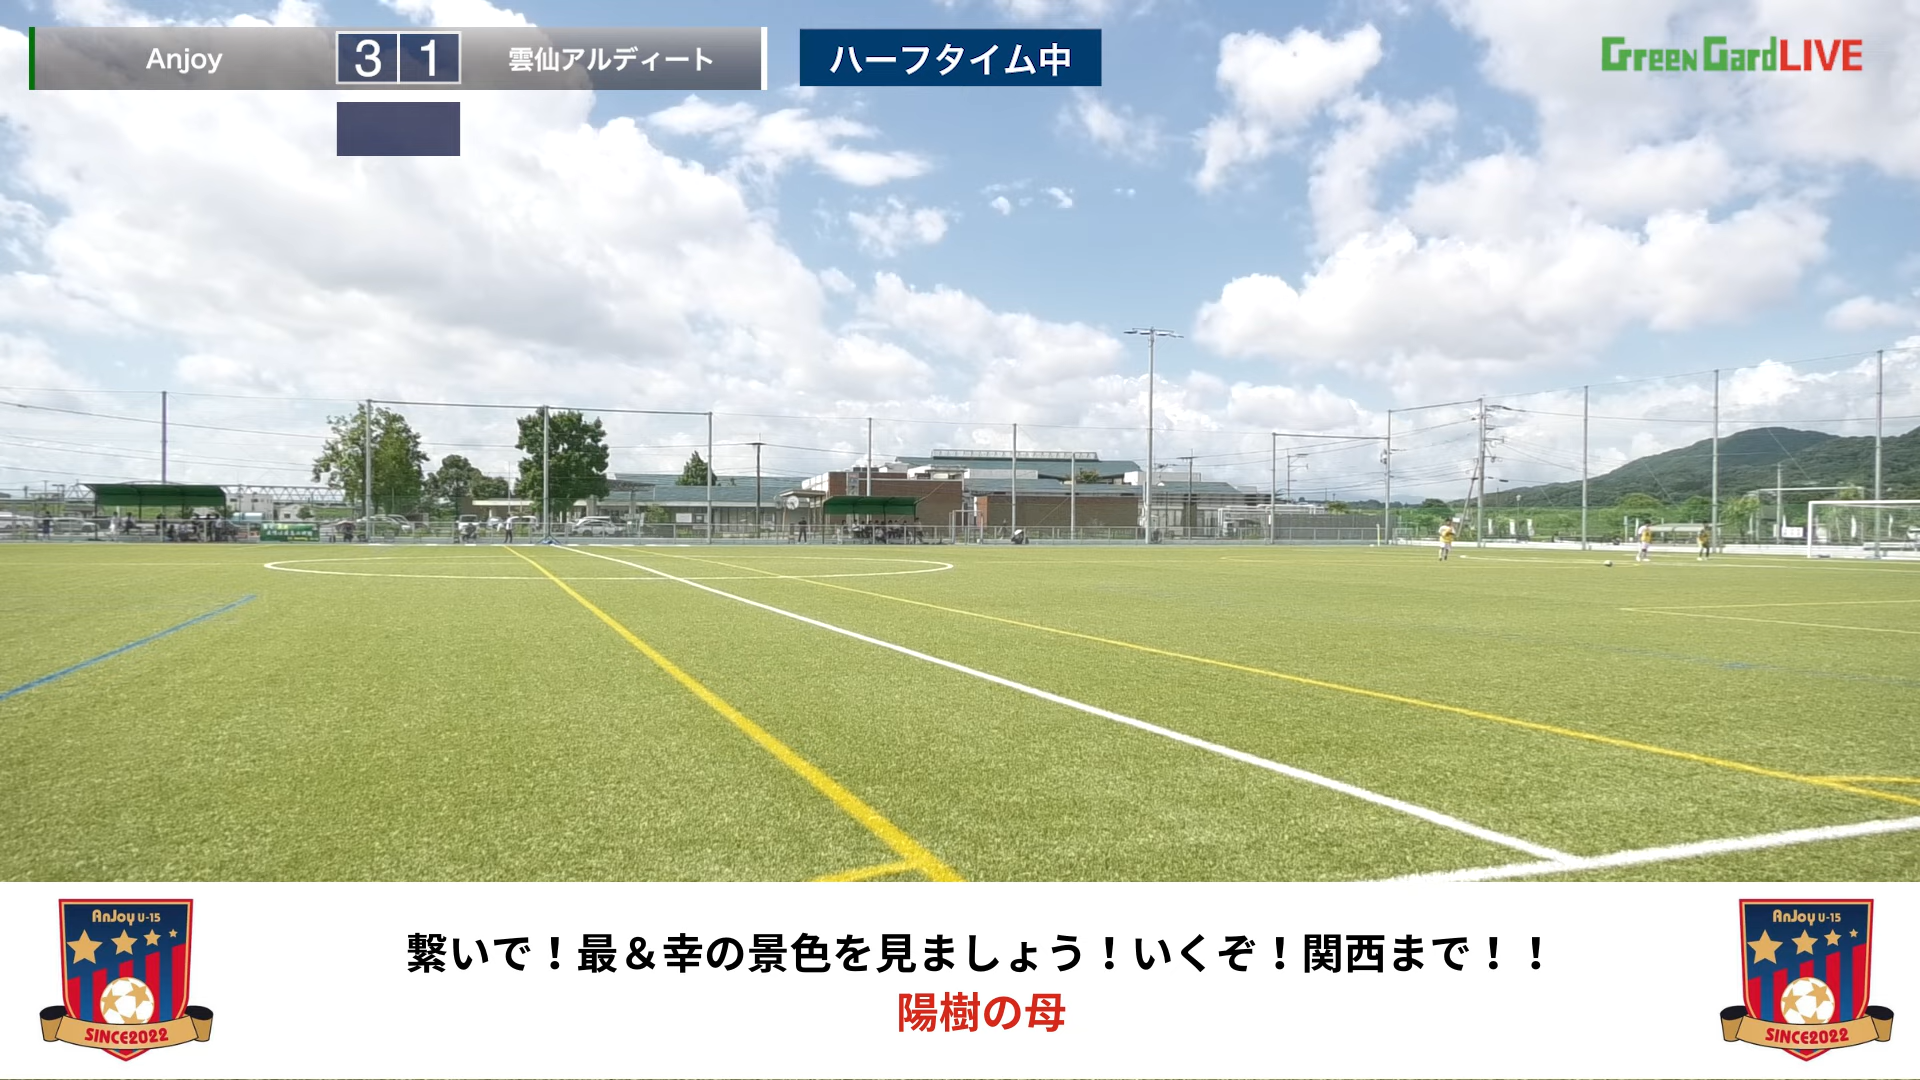 Anjoy 3 1 雲仙アルディート
ハーフタイム中
Green GardLIVE
繋いで！最＆幸の景色を見ましょう！いくぞ！関西まで！！
陽樹の母
AnJoy U-15
SINCE2022
AnJoy U-15
SINCE2022